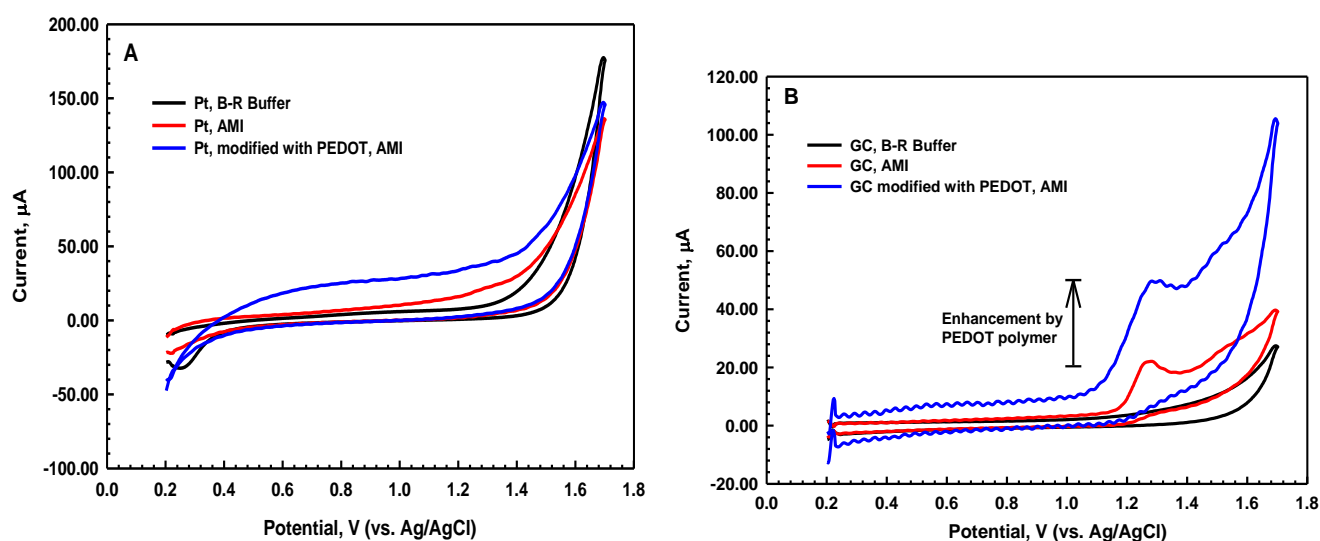 A
200.00
150.00
100.00
50.00
0.00
-50.00
-100.00
Current, µA
Pt, B-R Buffer
Pt, AMI
Pt, modified with PEDOT, AMI
0.0 0.2 0.4 0.6 0.8 1.0 1.2 1.4 1.6 1.8
Potential, V (vs. Ag/AgCl)
B
120.00
100.00
80.00
60.00
40.00
20.00
0.00
-20.00
Current, µA
GC, B-R Buffer
GC, AMI
GC modified with PEDOT, AMI
Enhancement by
PEDOT polymer
0.0 0.2 0.4 0.6 0.8 1.0 1.2 1.4 1.6 1.8
Potential, V (vs. Ag/AgCl)